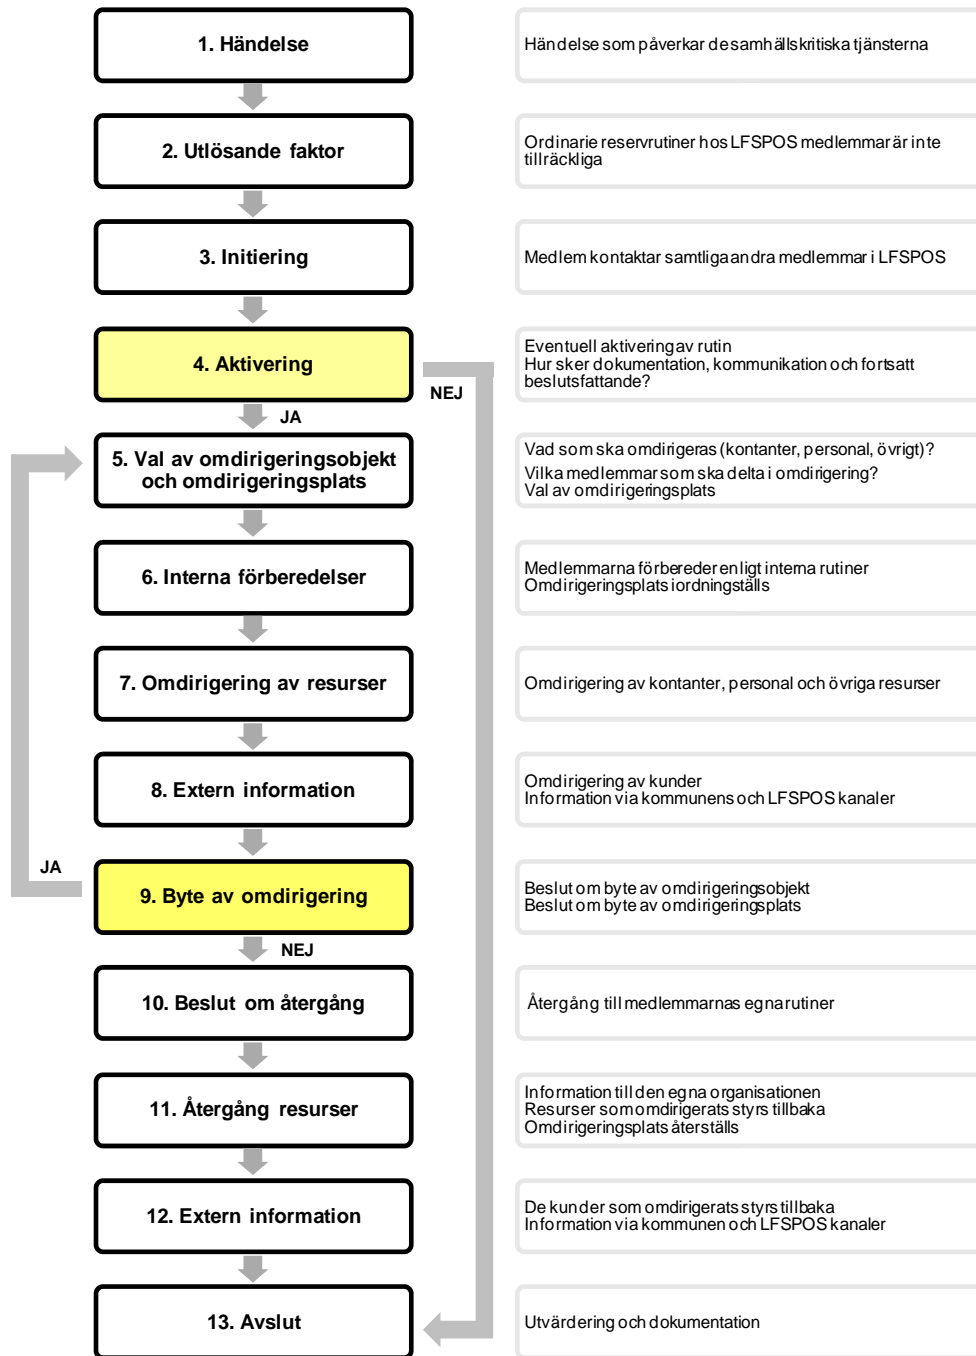 1. Händelse
Händelse som påverkar de samhällskritiska tjänsterna
2. Utlösande faktor
Ordinarie reservrutiner hos LFSPOS medlemmar är inte
tillräckliga
3. Initiering
Medlem kontaktar samtliga andra medlemmar i LFSPOS
4. Aktivering
Eventuell aktivering av rutin
Hur sker dokumentation, kommunikation och fortsatt
beslutsfattande?
NEJ
JA
5. Val av omdirigeringsobjekt
och omdirigeringsplats
Vad som ska omdirigeras (kontanter, personal, övrigt)?
Vilka medlemmar som ska delta i omdirigering?
Val av omdirigeringsplats
6. Interna förberedelser
Medlemmarna förbereder enligt interna rutiner
Omdirigeringsplats iordningställs
7. Omdirigering av resurser
Omdirigering av kontanter, personal och övriga resurser
8. Extern information
Omdirigering av kunder
Information via kommunens och LFSPOS kanaler
JA
9. Byte av omdirigering
Beslut om byte av omdirigeringsobjekt
Beslut om byte av omdirigeringsplats
NEJ
10. Beslut om återgång
Återgång till medlemmarnas egna rutiner
11. Återgång resurser
Information till den egna organisationen
Resurser som omdirigerats styrs tillbaka
Omdirigeringsplats återställs
12. Extern information
De kunder som omdirigerats styrs tillbaka
Information via kommunen och LFSPOS kanaler
13. Avslut
Utvärdering och dokumentation